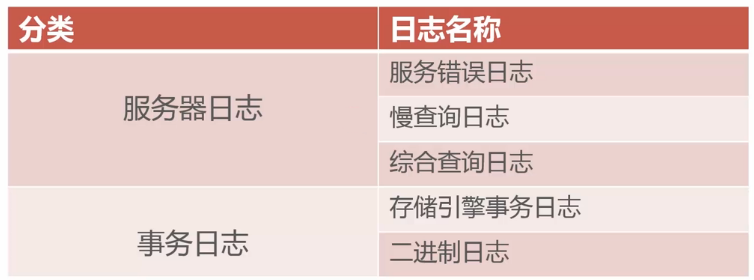 分类 日志名称
服务器日志
服务错误日志
慢查询日志
综合查询日志
事务日志
存储引擎事务日志
二进制日志